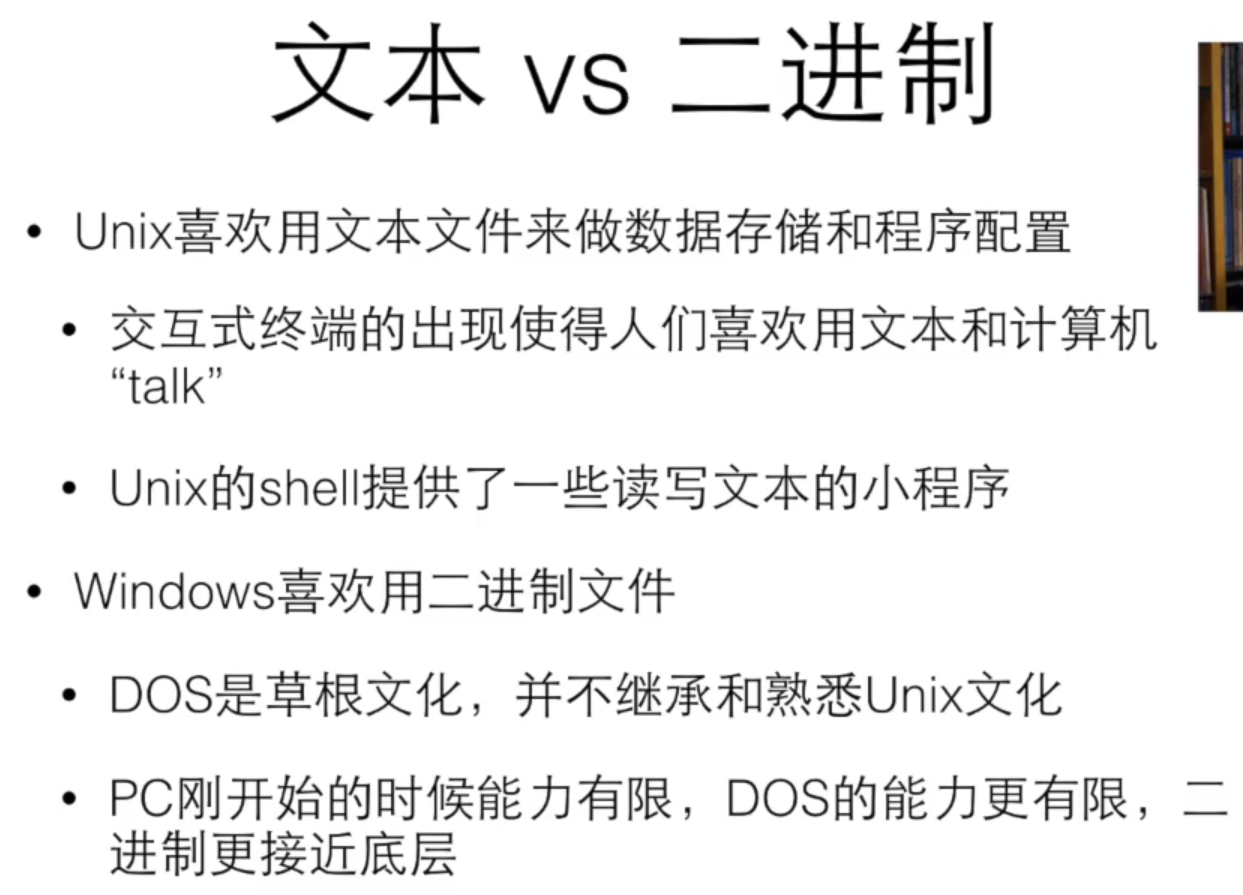 文本 vs 二进制
• Unix喜欢用文本文件来做数据存储和程序配置
• 交互式终端的出现使得人们喜欢用文本和计算机
“talk”
• Unix的shell提供了一些读写文本的小程序
• Windows喜欢用二进制文件
• DOS是草根文化，并不继承和熟悉Unix文化
• PC刚开始的时候能力有限，DOS的能力更有限，二
进制更接近底层